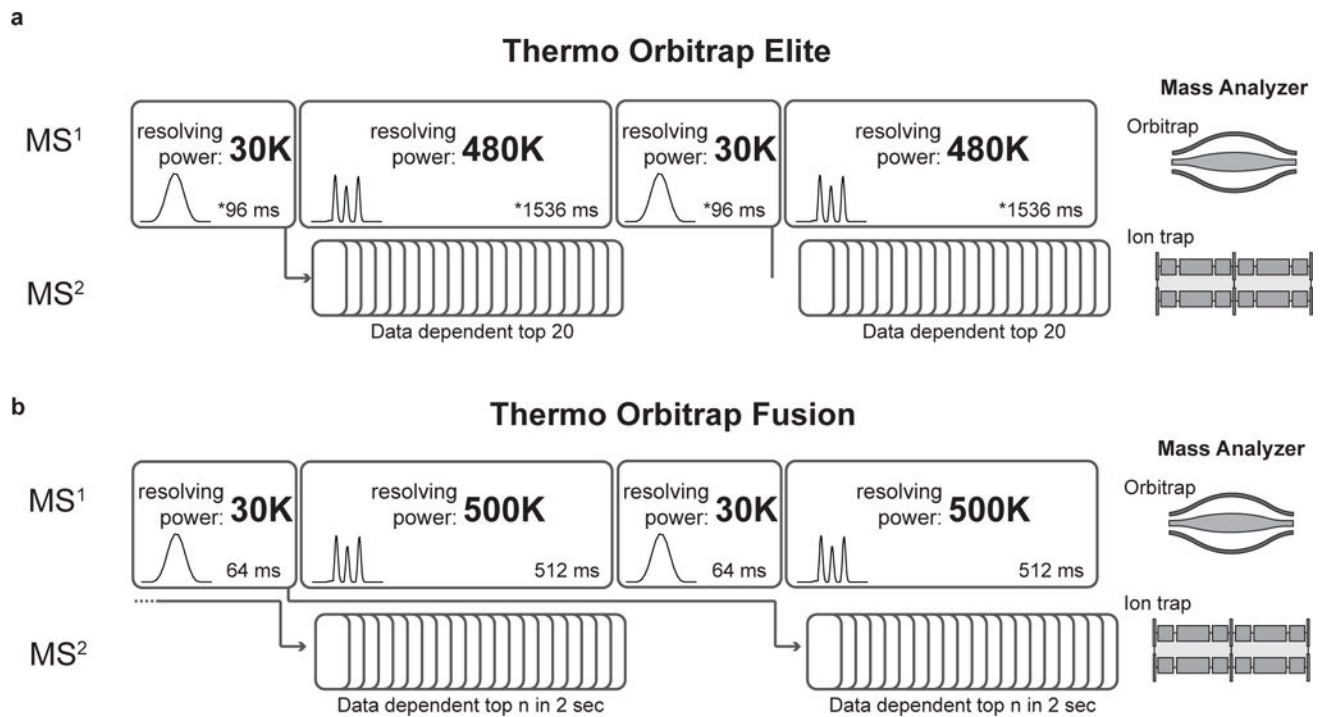 a
Thermo Orbitrap Elite
Mass Analyzer
MS¹
resolving
power: 30K
*96 ms
resolving
power: 480K
*1536 ms
resolving
power: 30K
*96 ms
resolving
power: 480K
*1536 ms
Orbitrap
Ion trap
MS²
Data dependent top 20
Data dependent top 20
b
Thermo Orbitrap Fusion
Mass Analyzer
MS¹
resolving
power: 30K
64 ms
resolving
power: 500K
512 ms
resolving
power: 30K
64 ms
resolving
power: 500K
512 ms
Orbitrap
Ion trap
MS²
Data dependent top n in 2 sec
Data dependent top n in 2 sec